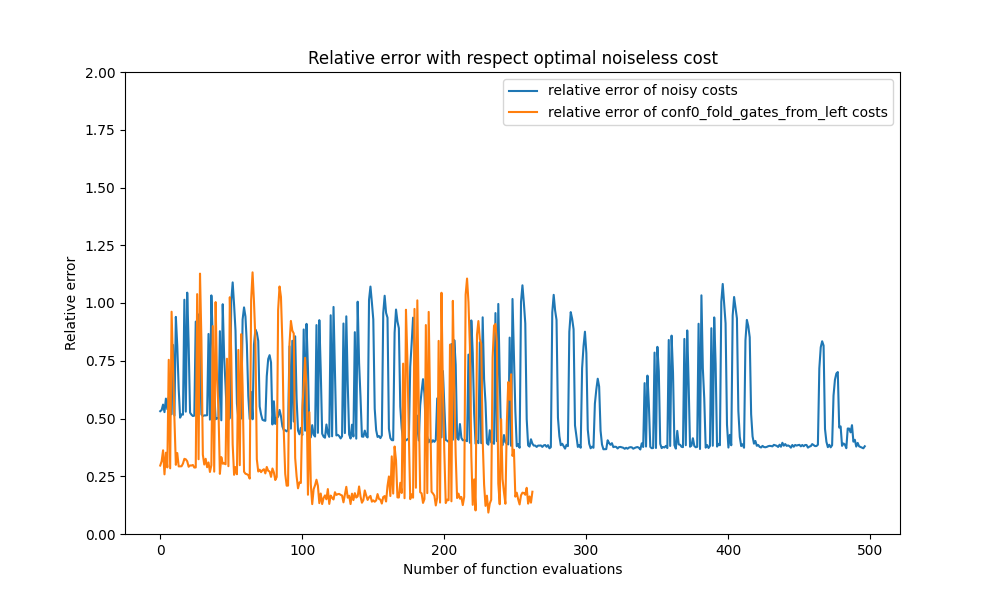 Relative error with respect optimal noiseless cost
relative error of noisy costs
relative error of conf0_fold_gates_from_left costs
2.00
1.75
1.50
1.25
1.00
0.75
0.50
0.25
0.00
Relative error
0 100 200 300 400 500
Number of function evaluations